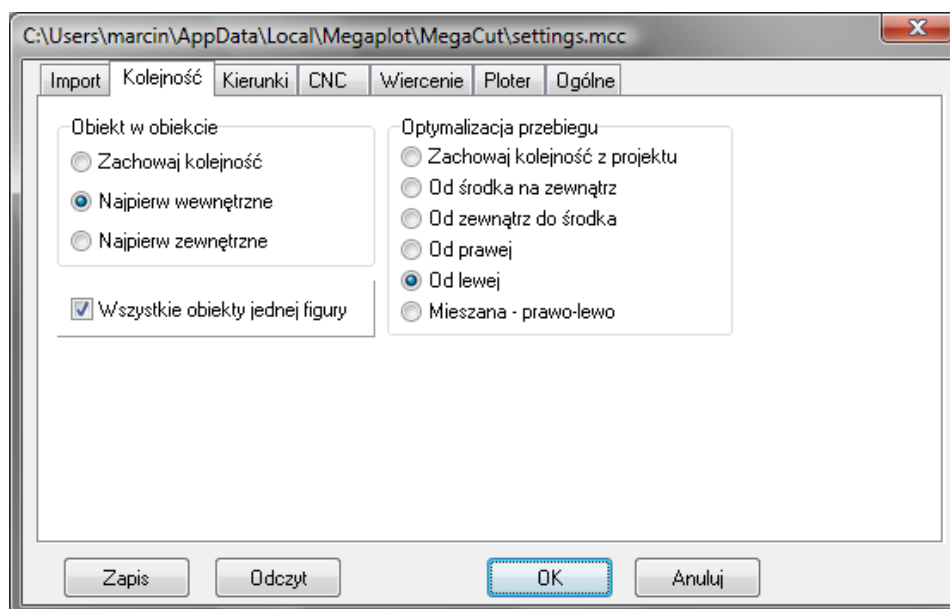 C:\Users\marcin\AppData\Local\Megaplot\MegaCut\settings.mcc
Import Kolejność Kierunki CNC Wiercenie Ploter Ogólne
Obiekt w obiekcie
Zachowaj kolejność
Najpierw wewnętrzne
Najpierw zewnętrzne
Wszystkie obiekty jednej figury
Optymalizacja przebiegu
Zachowaj kolejność z projektu
Od środka na zewnątrz
Od zewnątrz do środka
Od prawej
Od lewej
Mieszana - prawo-lewo
Zapis Odczyt OK Anuluj